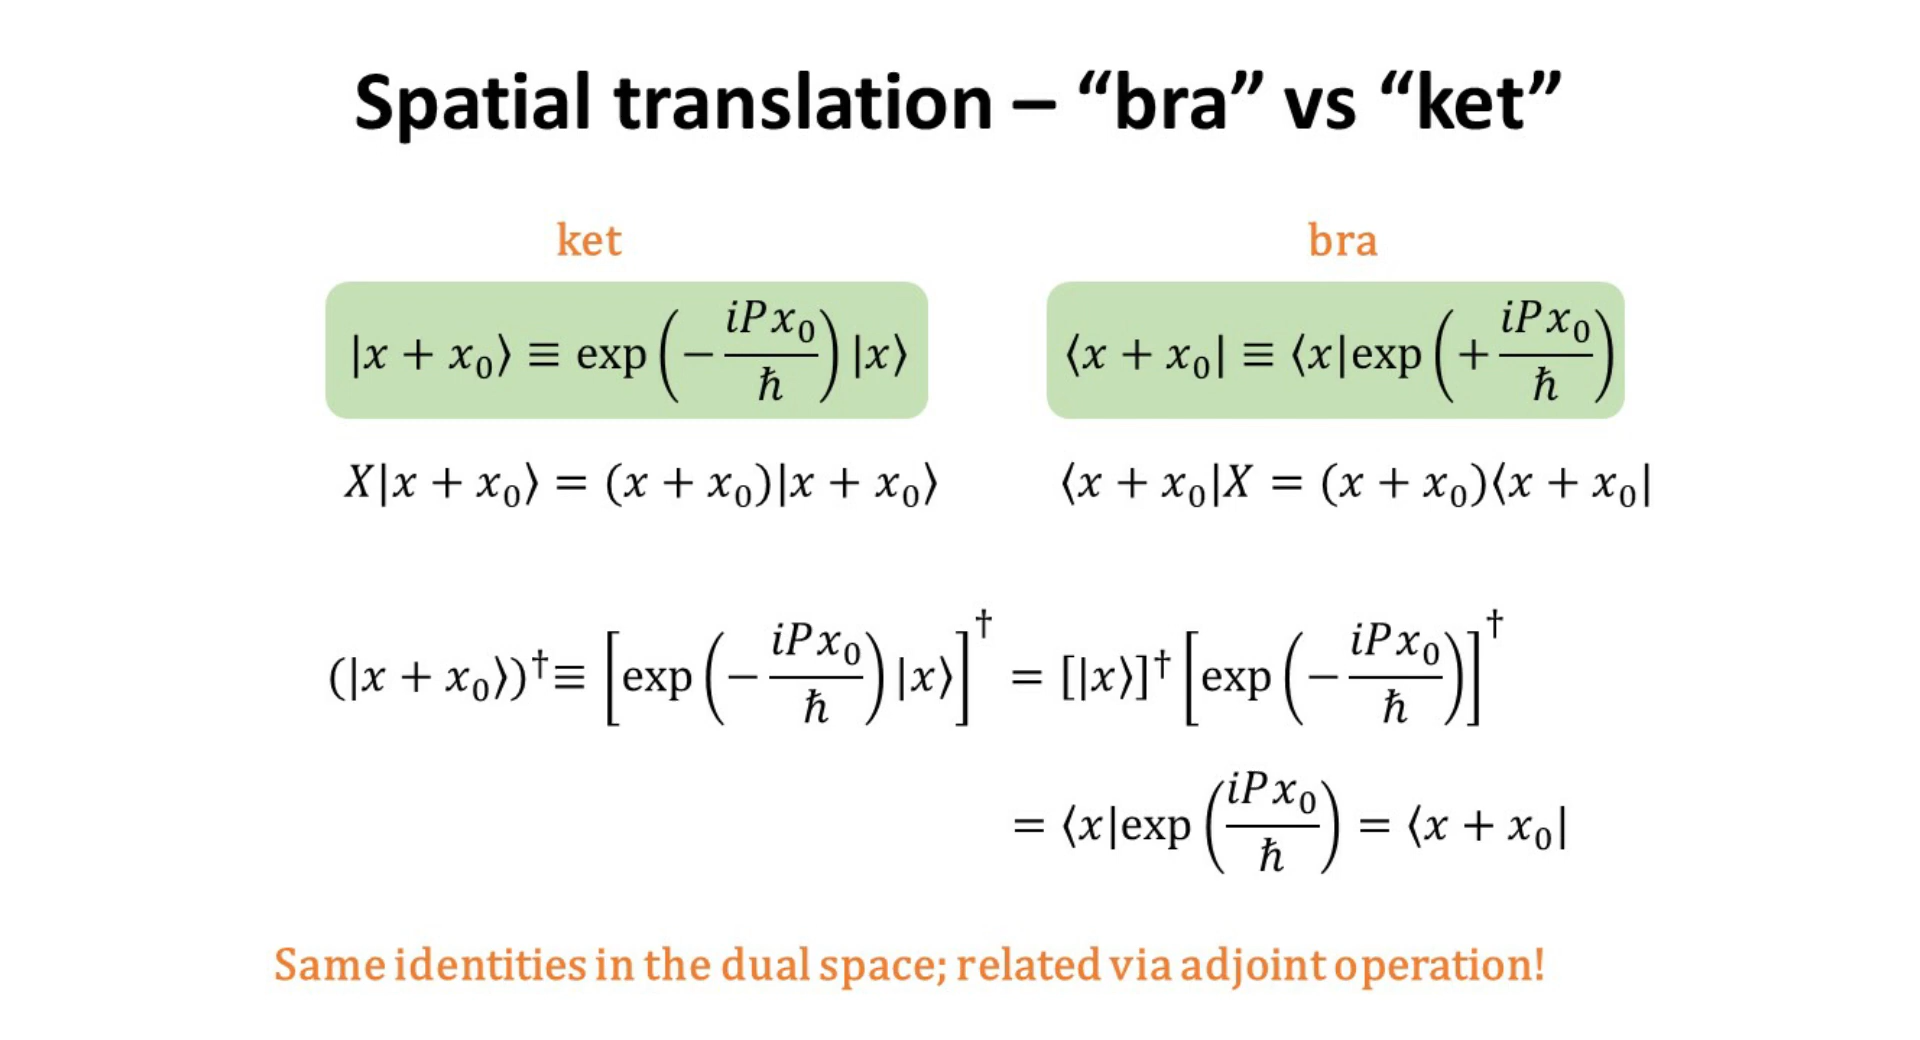 Spatial translation – “bra” vs “ket”
ket
bra
|x + x₀⟩ ≡ exp(−iPx₀/ħ)|x⟩
⟨x + x₀| ≡ ⟨x|exp(+iPx₀/ħ)
X|x + x₀⟩ = (x + x₀)|x + x₀⟩
⟨x + x₀|X = (x + x₀)⟨x + x₀|
(|x + x₀⟩)† ≡ [exp(−iPx₀/ħ)|x⟩]† = [|x⟩]† [exp(−iPx₀/ħ)]†
= ⟨x|exp(iPx₀/ħ) = ⟨x + x₀|
Same identities in the dual space; related via adjoint operation!